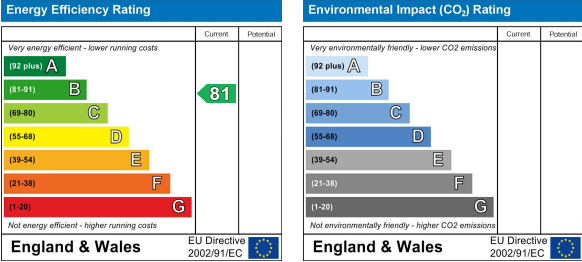 Energy Efficiency Rating
Current Potential
Very energy efficient - lower running costs
(92 plus) A
(81-91) B
81
(69-80) C
(55-68) D
(39-54) E
(21-38) F
(1-20) G
Not energy efficient - higher running costs
England & Wales
EU Directive
2002/91/EC
Environmental Impact (CO2) Rating
Current Potential
Very environmentally friendly - lower CO2 emissions
(92 plus) A
(81-91) B
(69-80) C
(55-68) D
(39-54) E
(21-38) F
(1-20) G
Not environmentally friendly - higher CO2 emissions
England & Wales
EU Directive
2002/91/EC